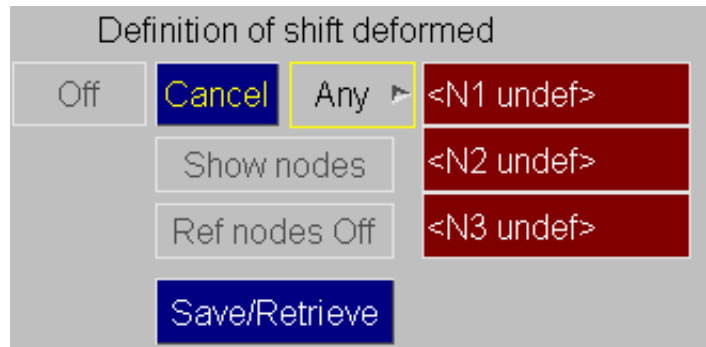 Definition of shift deformed
Off Cancel Any <N1 undef>
Show nodes <N2 undef>
Ref nodes Off <N3 undef>
Save/Retrieve